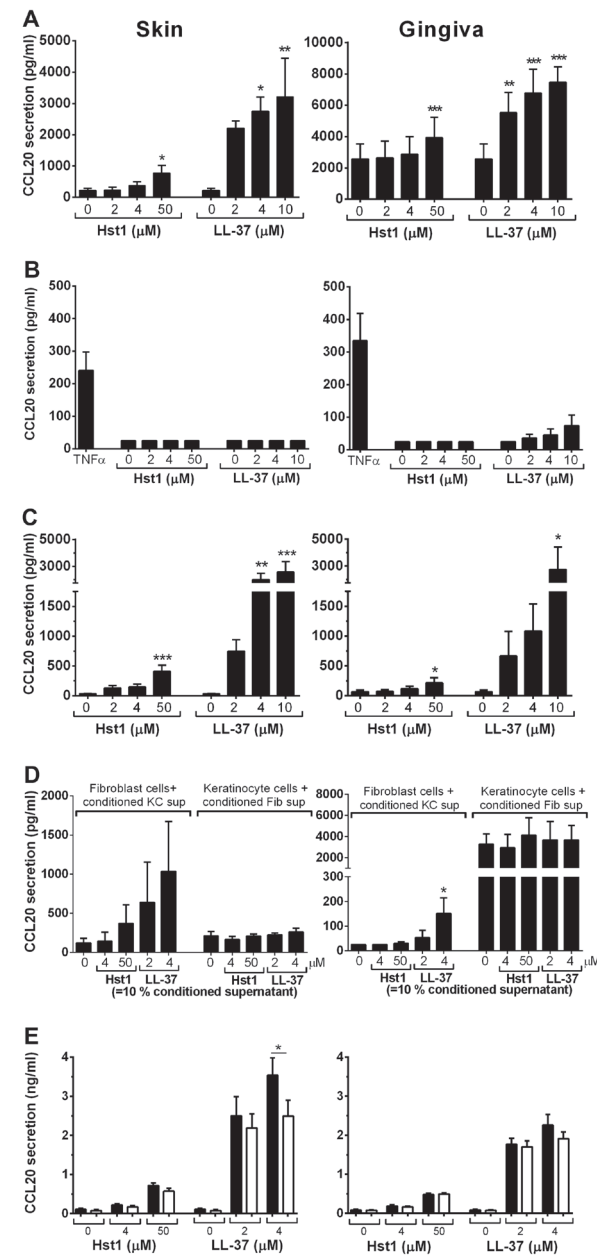 A
Skin
Gingiva
CCL20 secretion (pg/ml)
5000
4000
3000
2000
1000
0
*
*
**
0 2 4 50 0 2 4 10
Hst1 (µM) LL-37 (µM)
10000
8000
6000
4000
2000
0
***
**
***
***
0 2 4 50 0 2 4 10
Hst1 (µM) LL-37 (µM)
B
CCL20 secretion (pg/ml)
500
400
300
200
100
0
TNFα 0 2 4 50 0 2 4 10
Hst1 (µM) LL-37 (µM)
500
400
300
200
100
0
TNFα 0 2 4 50 0 2 4 10
Hst1 (µM) LL-37 (µM)
C
CCL20 secretion (pg/ml)
5000
3000
1500
1000
500
0
***
**
***
0 2 4 50 0 2 4 10
Hst1 (µM) LL-37 (µM)
5000
3000
1500
1000
500
0
*
*
0 2 4 50 0 2 4 10
Hst1 (µM) LL-37 (µM)
D
CCL20 secretion (pg/ml)
Fibroblast cells+
conditioned KC sup
Keratinocyte cells +
conditioned Fib sup
2000
1500
1000
500
0
0 4 50 2 4 0 4 50 2 4 µM
Hst1 LL-37 Hst1 LL-37
(=10 % conditioned supernatant)
Fibroblast cells +
conditioned KC sup
Keratinocyte cells +
conditioned Fib sup
8000
6000
4000
2000
300
200
100
0
*
0 4 50 2 4 0 4 50 2 4 µM
Hst1 LL-37 Hst1 LL-37
(=10 % conditioned supernatant)
E
CCL20 secretion (ng/ml)
4
3
2
1
0
*
0 4 50 0 2 4
Hst1 (µM) LL-37 (µM)
4
3
2
1
0
0 4 50 0 2 4
Hst1 (µM) LL-37 (µM)